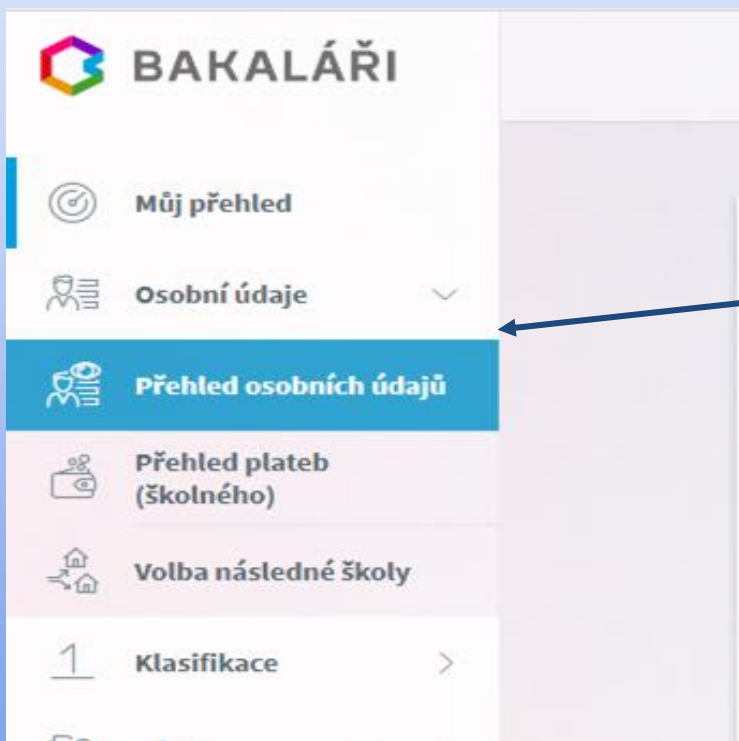 BAKALÁŘI
Můj přehled
Osobní údaje
Přehled osobních údajů
Přehled plateb
(školného)
Volba následné školy
1 Klasifikace